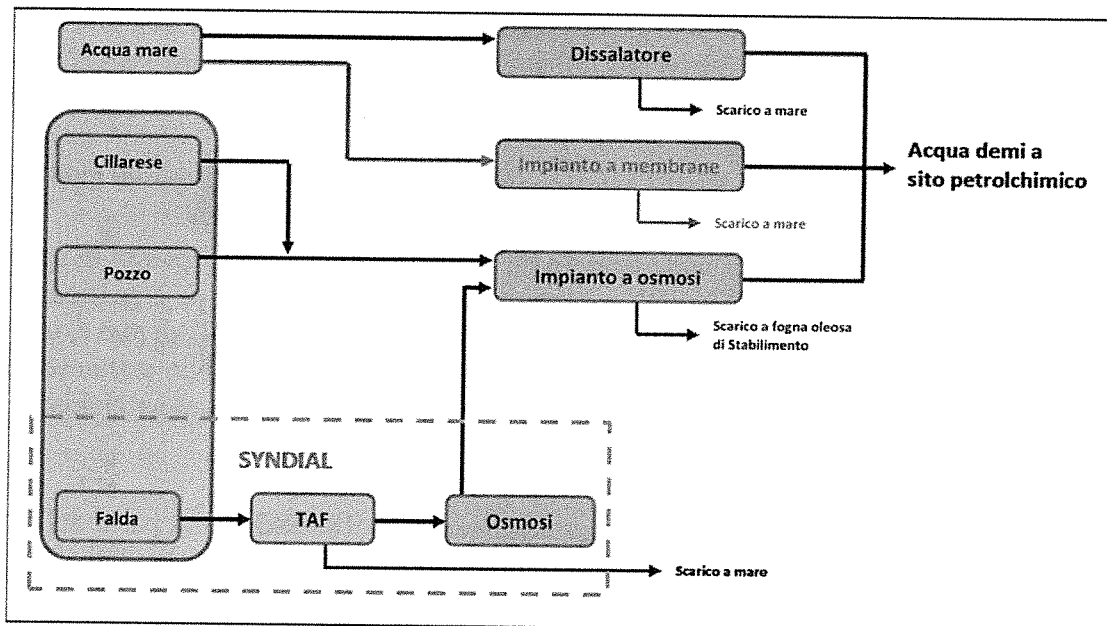 Acqua mare
Dissalatore
Scarico a mare
Cillarese
Impianto a membrane
Acqua demi a
sito petrolchimico
Scarico a mare
Pozzo
Impianto a osmosi
Scarico a fogna oleosa
di Stabilimento
SYNDIAL
Falda
TAF
Osmosi
Scarico a mare